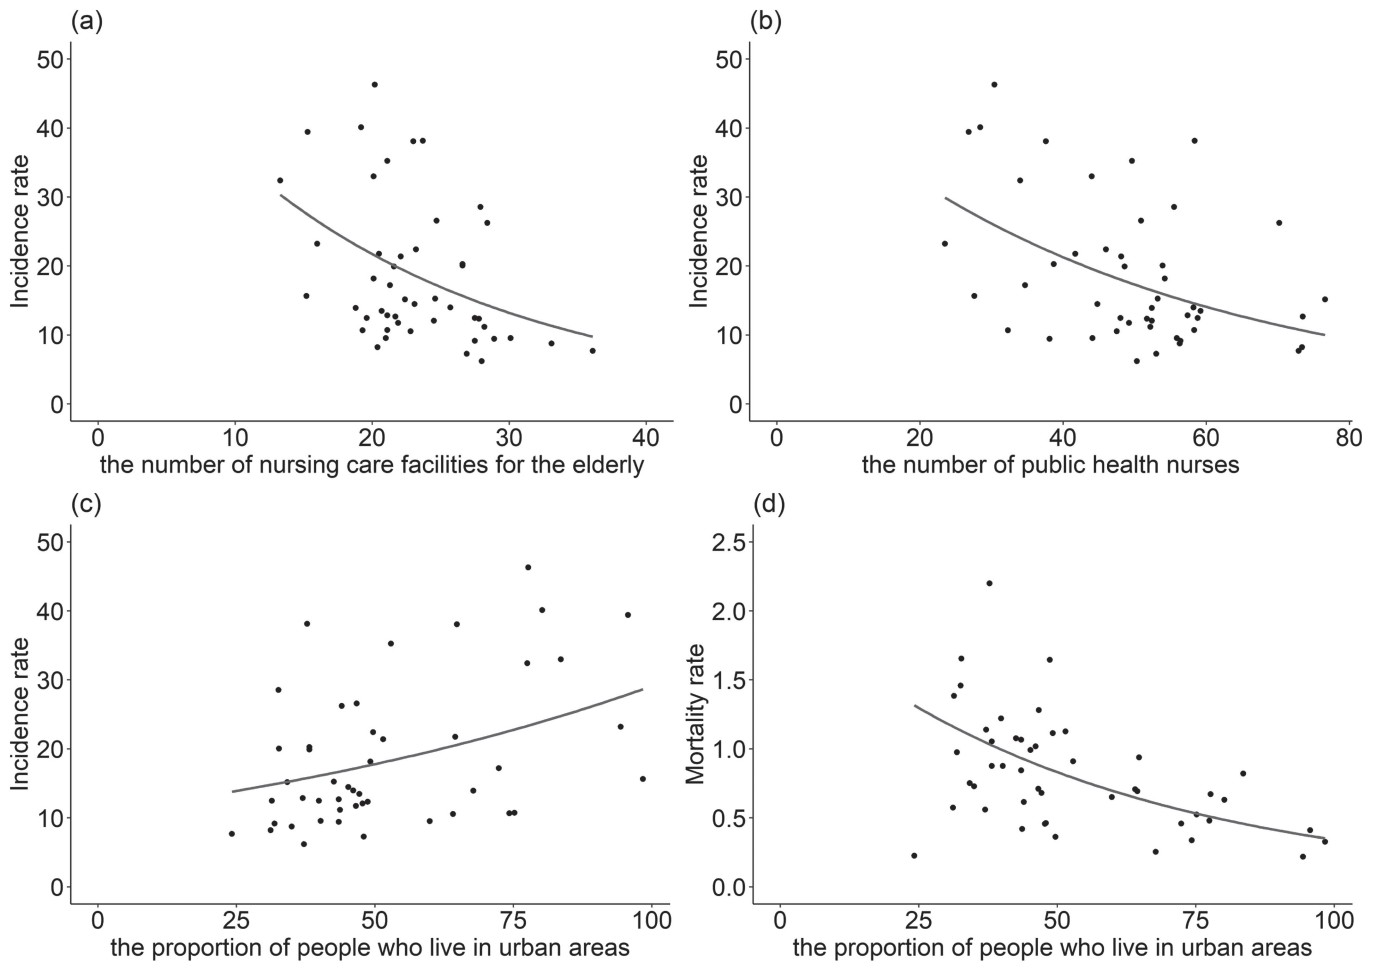 (a)
50
40
30
20
10
0
Incidence rate
0 10 20 30 40
the number of nursing care facilities for the elderly
(b)
50
40
30
20
10
0
Incidence rate
0 20 40 60 80
the number of public health nurses
(c)
50
40
30
20
10
0
Incidence rate
0 25 50 75 100
the proportion of people who live in urban areas
(d)
2.5
2.0
1.5
1.0
0.5
0.0
Mortality rate
0 25 50 75 100
the proportion of people who live in urban areas